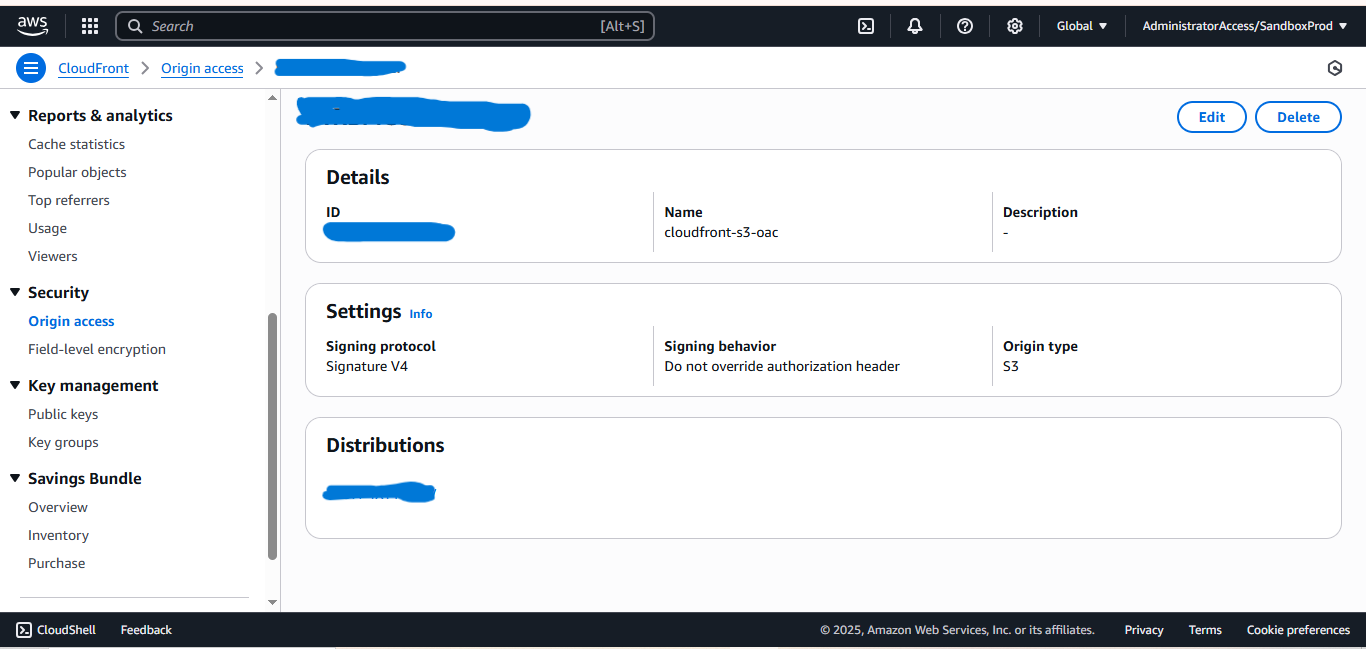 aws
Search [Alt+S]
Global
AdministratorAccess/SandboxProd
CloudFront
Origin access
Reports & analytics
Cache statistics
Popular objects
Top referrers
Usage
Viewers
Security
Origin access
Field-level encryption
Key management
Public keys
Key groups
Savings Bundle
Overview
Inventory
Purchase
Edit
Delete
Details
ID
Name
cloudfront-s3-oac
Description
-
Settings Info
Signing protocol
Signature V4
Signing behavior
Do not override authorization header
Origin type
S3
Distributions
CloudShell
Feedback
© 2025, Amazon Web Services, Inc. or its affiliates.
Privacy
Terms
Cookie preferences